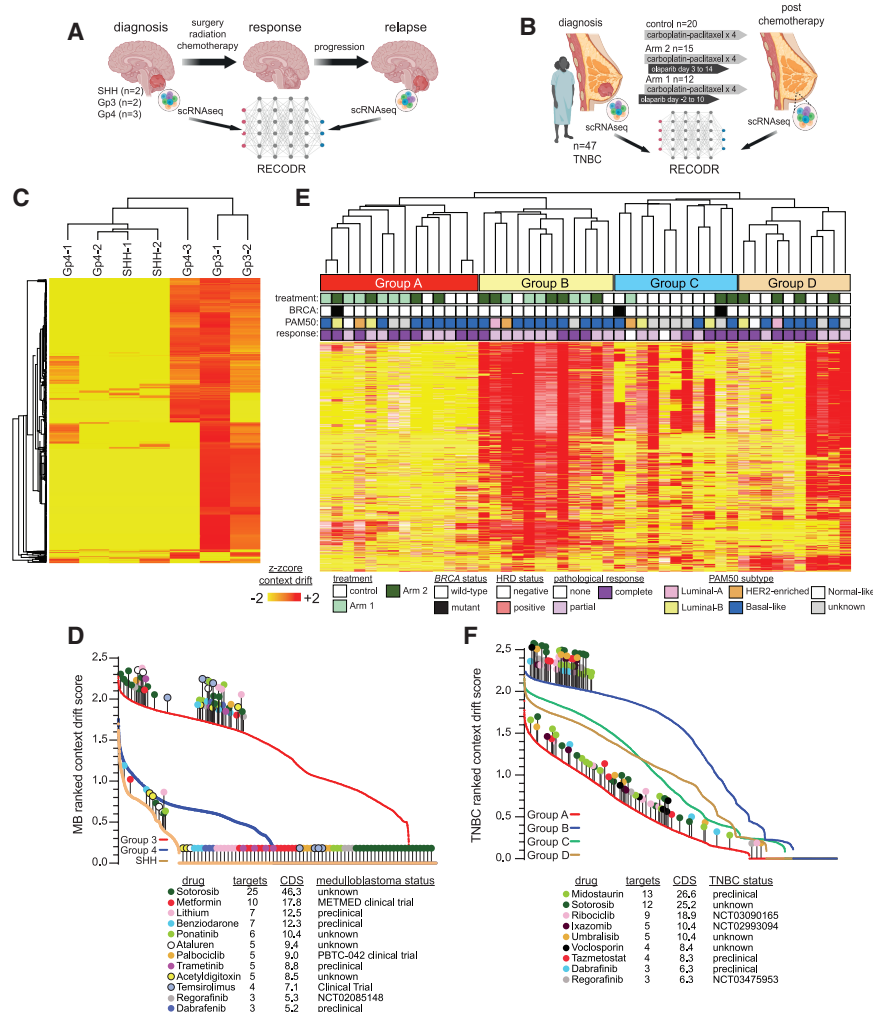 A
diagnosis
surgery
radiation
chemotherapy
response
progression
relapse
SHH (n=2)
Gp3 (n=2)
Gp4 (n=3)
scRNAseq
scRNAseq
RECODR
B
diagnosis
control n=20
carboplatin-paclitaxel x 4
Arm 2 n=15
carboplatin-paclitaxel x 4
olaparib day 3 to 14
Arm 1 n=12
carboplatin-paclitaxel x 4
olaparib day -2 to 10
post
chemotherapy
scRNAseq
scRNAseq
n=47
TNBC
RECODR
C
Gp4-1
Gp4-2
SHH-1
SHH-2
Gp4-3
Gp3-1
Gp3-2
z-zcore
context drift
-2 +2
E
Group A Group B Group C Group D
treatment:
BRCA:
PAM50:
response:
treatment
control
Arm 2
Arm 1
BRCA status
wild-type
mutant
HRD status
negative
positive
pathological response
none
complete
partial
PAM50 subtype
Luminal-A
HER2-enriched
Normal-like
Luminal-B
Basal-like
unknown
D
MB ranked context drift score
2.5
2.0
1.5
1.0
0.5
0.0
Group 3
Group 4
SHH
drug targets CDS medulloblastoma status
Sotorosib 25 46.3 unknown
Metformin 10 17.8 METMED clinical trial
Lithium 7 12.5 preclinical
Benziodarone 7 12.3 preclinical
Ponatinib 6 10.4 unknown
Ataluren 5 9.4 unknown
Palbociclib 5 9.0 PBTC-042 clinical trial
Trametinib 5 8.8 preclinical
Acetyldigitoxin 5 8.5 unknown
Temsirolimus 4 7.1 Clinical Trial
Regorafinib 3 5.3 NCT02085148
Dabrafenib 3 5.2 preclinical
F
TNBC ranked context drift score
2.5
2.0
1.5
1.0
0.5
0.0
Group A
Group B
Group C
Group D
drug targets CDS TNBC status
Midostaurin 13 26.6 preclinical
Sotorosib 12 25.2 unknown
Ribociclib 9 18.9 NCT03090165
Ixazomib 5 10.4 NCT02993094
Umbralisib 5 10.4 unknown
Voclosporin 4 8.4 unknown
Tazmetostat 4 8.3 preclinical
Dabrafinib 3 6.3 preclinical
Regorafinib 3 6.3 NCT03475953